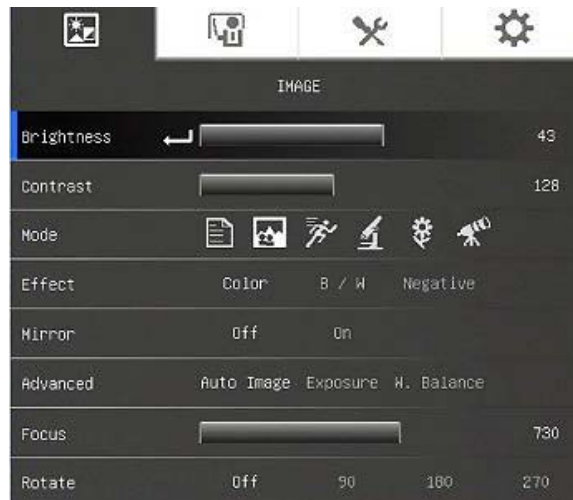 IMAGE
Brightness 43
Contrast 128
Mode
Effect Color B / W Negative
Mirror Off On
Advanced Auto Image Exposure W. Balance
Focus 730
Rotate Off 90 180 270